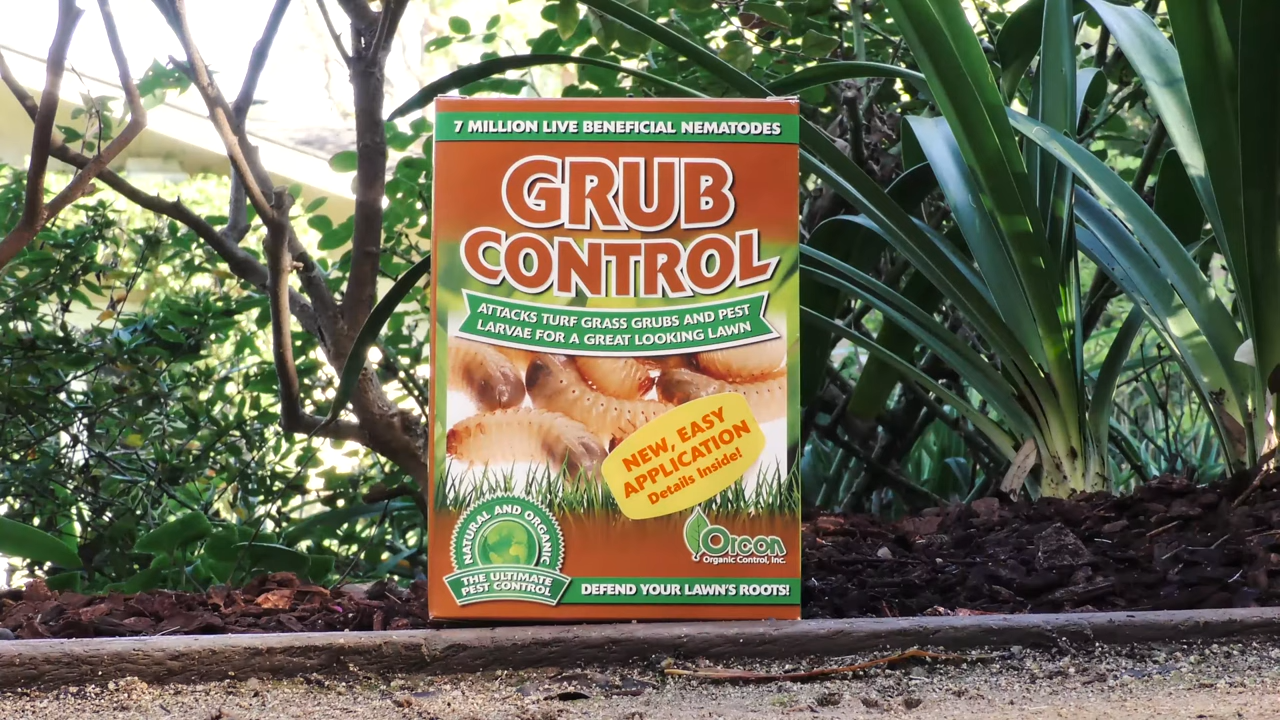 7 MILLION LIVE BENEFICIAL NEMATODES
GRUB
CONTROL
ATTACKS TURF GRASS GRUBS AND PEST
LARVAE FOR A GREAT LOOKING LAWN
NEW, EASY
APPLICATION
Details Inside!
NATURAL AND ORGANIC
THE ULTIMATE
PEST CONTROL
Orcon
Organic Control, Inc.
DEFEND YOUR LAWN'S ROOTS!